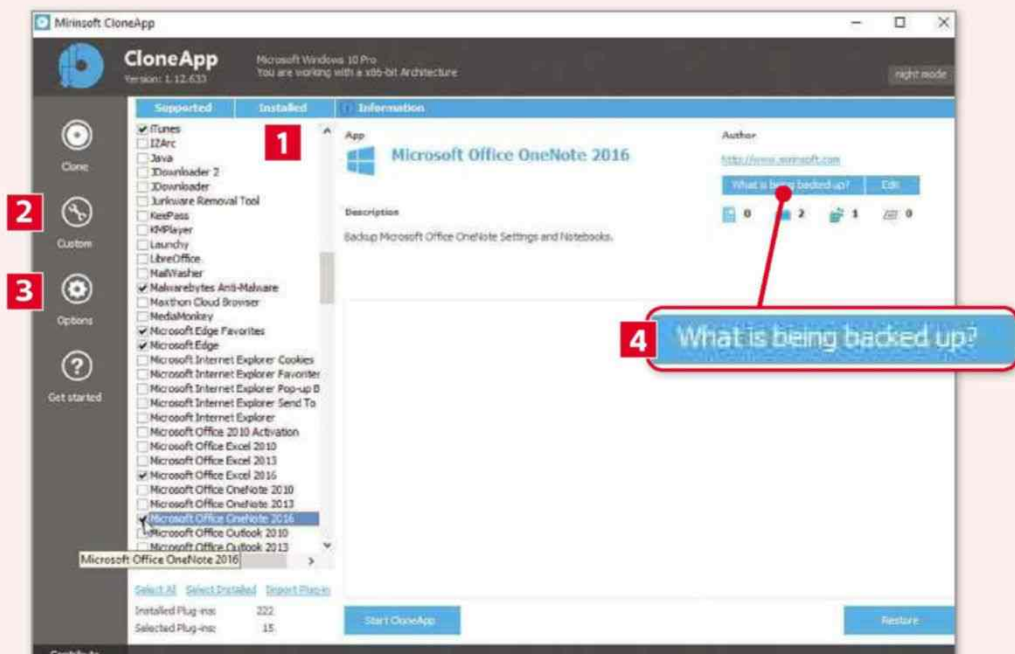 Mirinsoft CloneApp
CloneApp
Version: 1.12.633
Microsoft Windows 10 Pro
You are working with a x86-bit Architecture
night mode
Supported Installed Information
1
iTunes
IZArc
Java
JDownloader 2
JDownloader
Junkware Removal Tool
KeePass
KMPlayer
Launchy
LibreOffice
MailWasher
Malwarebytes Anti-Malware
Maxthon Cloud Browser
MediaMonkey
Microsoft Edge Favorites
Microsoft Edge
Microsoft Internet Explorer Cookies
Microsoft Internet Explorer Favorites
Microsoft Internet Explorer Pop-up B
Microsoft Internet Explorer Send To
Microsoft Internet Explorer
Microsoft Office 2010 Activation
Microsoft Office Excel 2010
Microsoft Office Excel 2013
Microsoft Office Excel 2016
Microsoft Office OneNote 2010
Microsoft Office OneNote 2013
Microsoft Office OneNote 2016
Microsoft Office Outlook 2010
Microsoft Office Outlook 2013
Microsoft Office OneNote 2016
Select All Select Installed Import Plug-in
Installed Plug-ins: 222
Selected Plug-ins: 15
Clone
2
Custom
3
Options
Get started
App
Microsoft Office OneNote 2016
Description
Backup Microsoft Office OneNote Settings and Notebooks.
Author
http://www.mirinsoft.com
What is being backed up? Edit
0 2 1 0
4 What is being backed up?
Start CloneApp
Restore